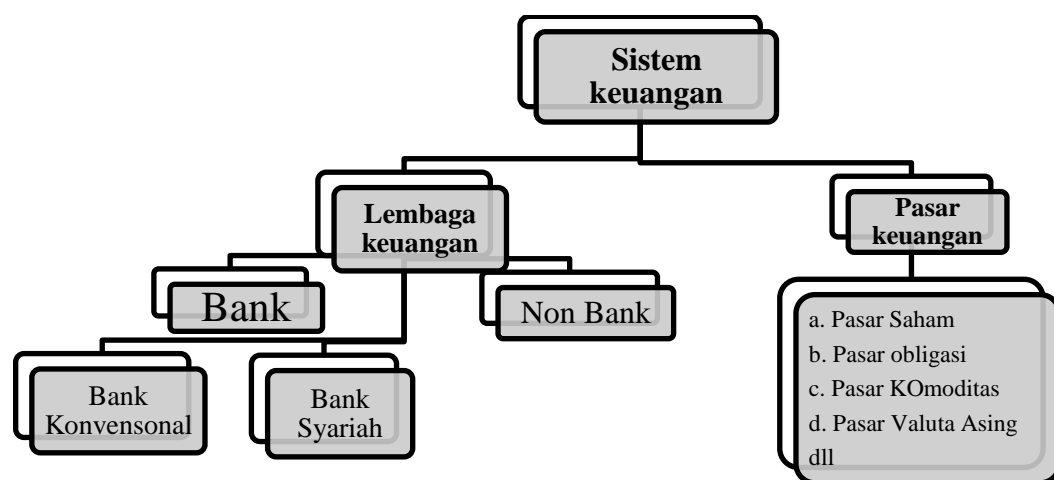 Sistem
keuangan
Lembaga
keuangan
Pasar
keuangan
Bank
Non Bank
Bank
Konvensonal
Bank
Syariah
a. Pasar Saham
b. Pasar obligasi
c. Pasar KOmoditas
d. Pasar Valuta Asing
dll